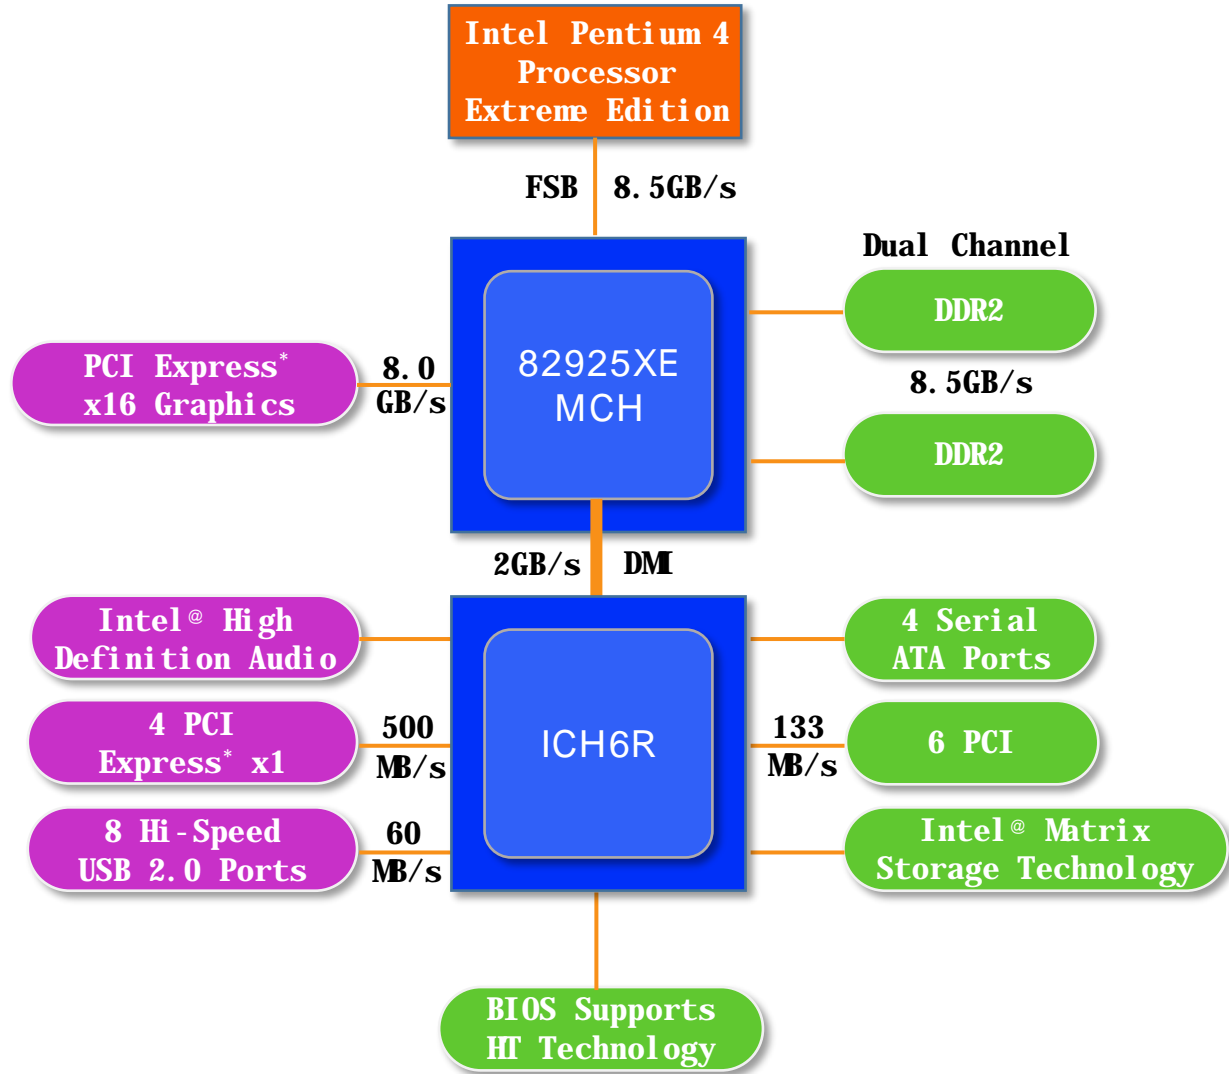 Intel Pentium 4
Processor
Extreme Edition
FSB 8.5GB/s
Dual Channel
DDR2
82925XE
MCH
PCI Express*
x16 Graphics
8.0
GB/s
8.5GB/s
DDR2
2GB/s DMI
Intel@ High
Definition Audio
4 Serial
ATA Ports
4 PCI
Express* x1
500
MB/s
ICH6R
133
MB/s
6 PCI
8 Hi-Speed
USB 2.0 Ports
60
MB/s
Intel@ Matrix
Storage Technology
BIOS Supports
HT Technology